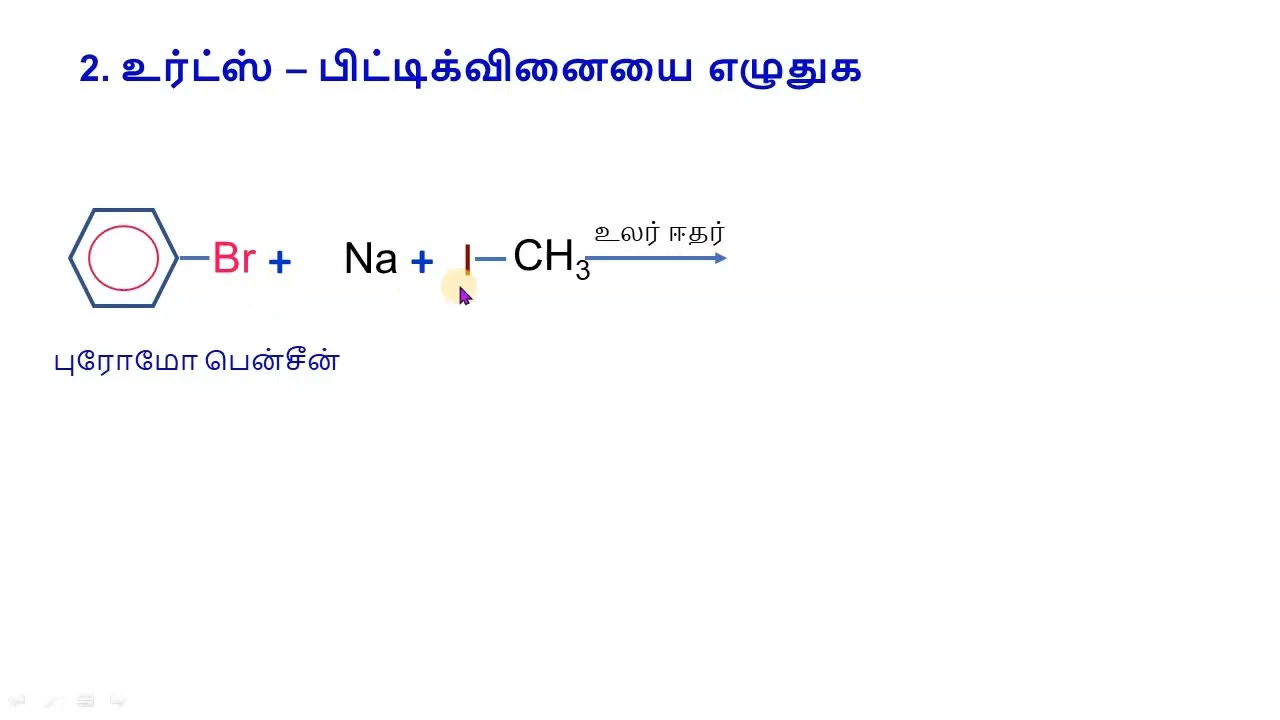 2. உர்ட்ஸ் – பிட்டிக்வினையை எழுதுக
உலர் ஈதர்
Br + Na + I CH3
புரோமோ பென்சீன்